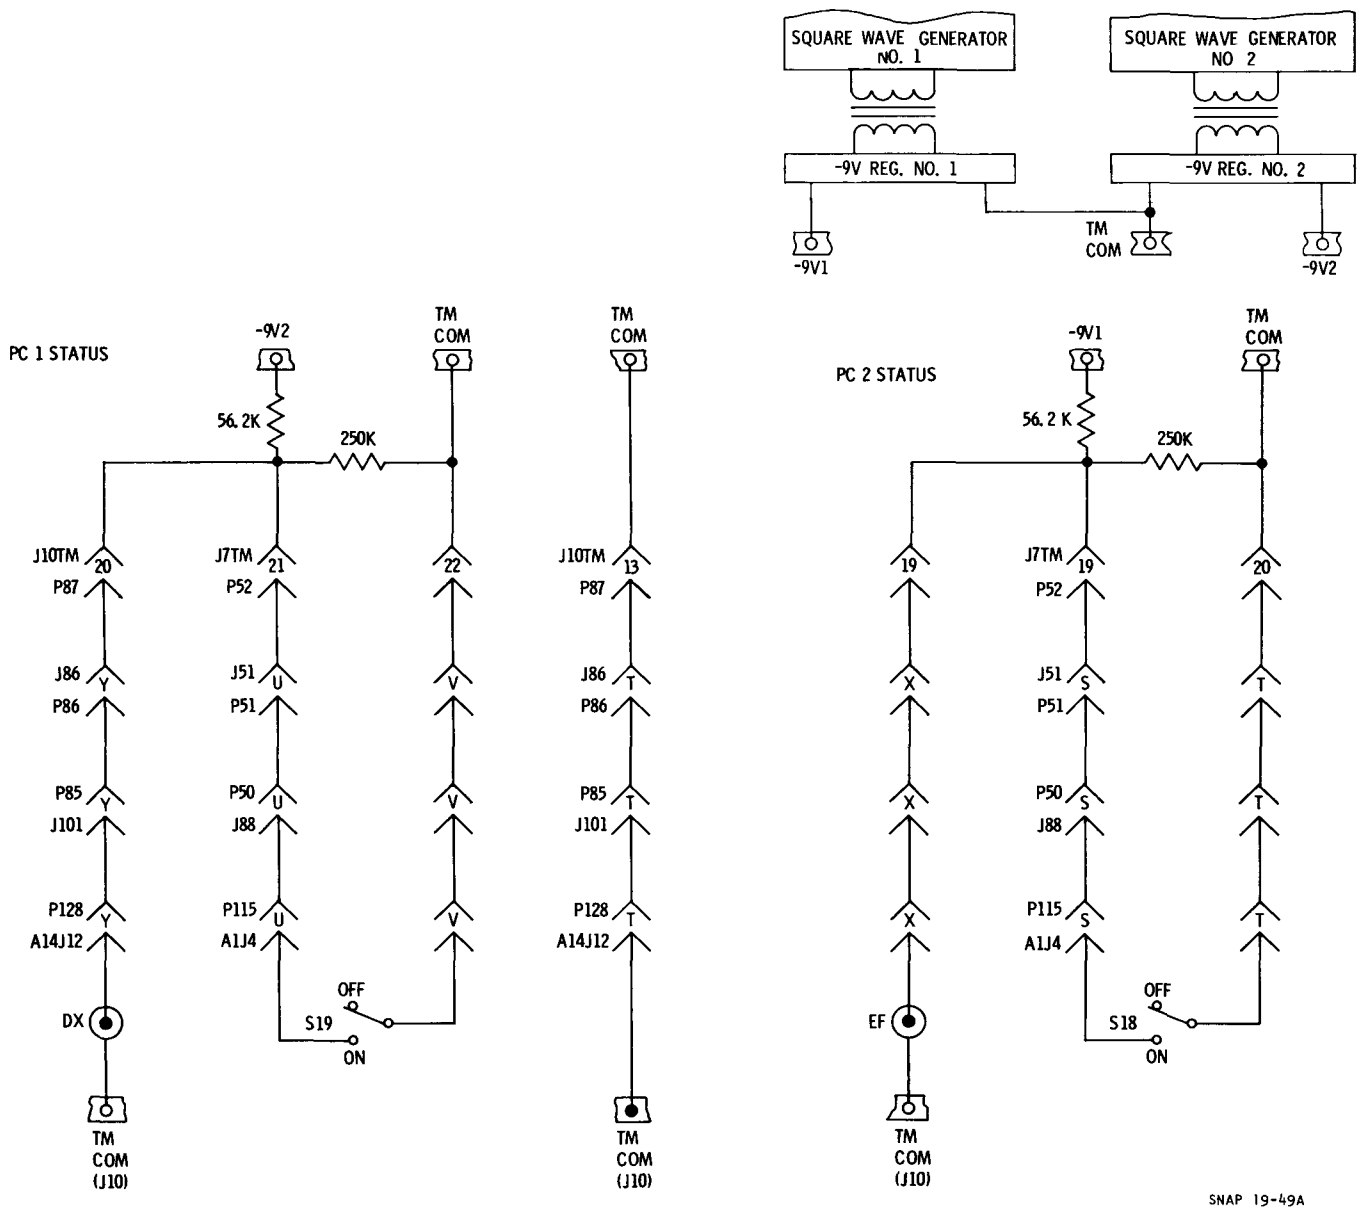 SQUARE WAVE GENERATOR
NO. 1
SQUARE WAVE GENERATOR
NO 2
-9V REG. NO. 1
-9V REG. NO. 2
TM
COM
-9V1
-9V2
PC 1 STATUS
-9V2
TM
COM
TM
COM
PC 2 STATUS
-9V1
TM
COM
56.2K
250K
56.2 K
250K
J10TM
20
J7TM
21
22
J10TM
13
19
J7TM
19
20
P87
P52
P87
P52
J86
Y
J51
U
V
J86
T
X
J51
S
T
P86
P51
P86
P51
P85
Y
P50
U
V
P85
T
X
P50
S
T
J101
J88
J101
J88
P128
Y
P115
U
V
P128
T
X
P115
S
T
A14J12
A1J4
A14J12
A1J4
OFF
OFF
DX
S19
EF
S18
ON
ON
TM
COM
(J10)
TM
COM
(J10)
TM
COM
(J10)
SNAP 19-49A